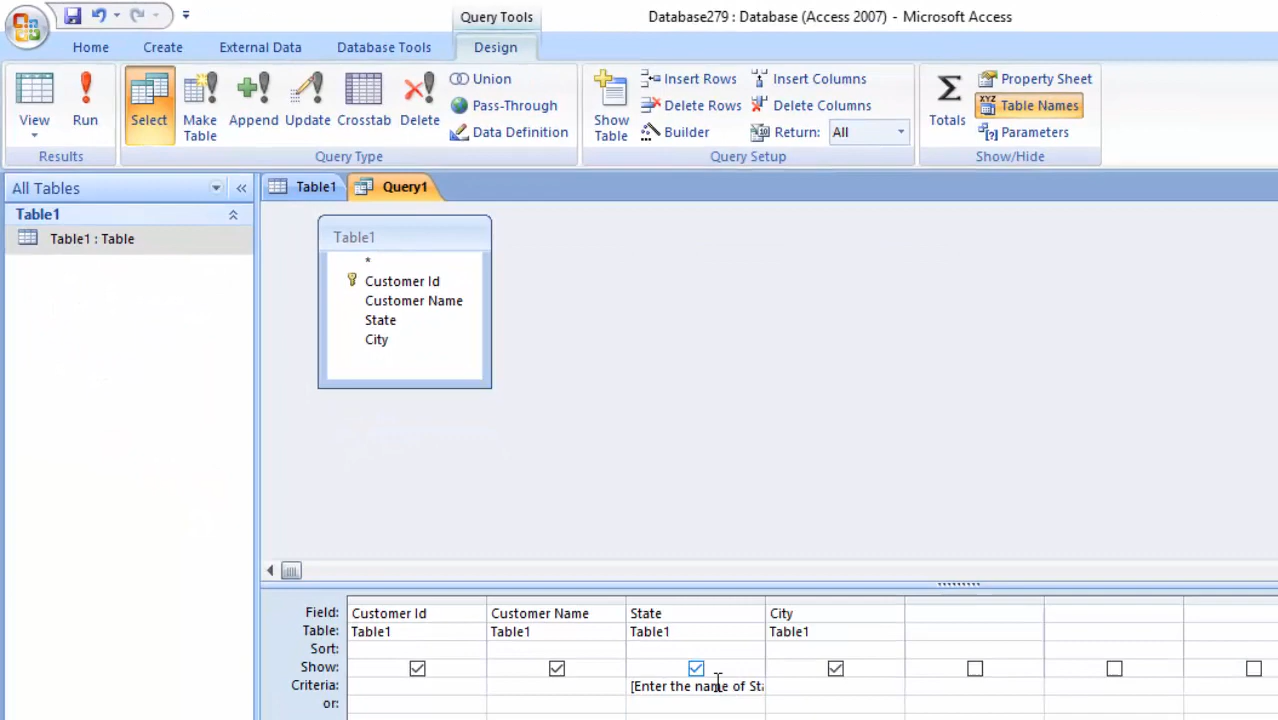 Query Tools
Database279 : Database (Access 2007) - Microsoft Access
Home Create External Data Database Tools Design
View
Run
Results
Select
Make Table
Append
Update
Crosstab
Delete
Union
Pass-Through
Data Definition
Query Type
Show Table
Insert Rows
Delete Rows
Builder
Insert Columns
Delete Columns
Return: All
Query Setup
Totals
XYZ
Property Sheet
Table Names
Parameters
Show/Hide
All Tables
Table1
Table1 : Table
Table1 Query1
Table1
*
Customer Id
Customer Name
State
City
Field: Customer Id Customer Name State City
Table: Table1 Table1 Table1 Table1
Sort:
Show:
Criteria: [Enter the name of
or: